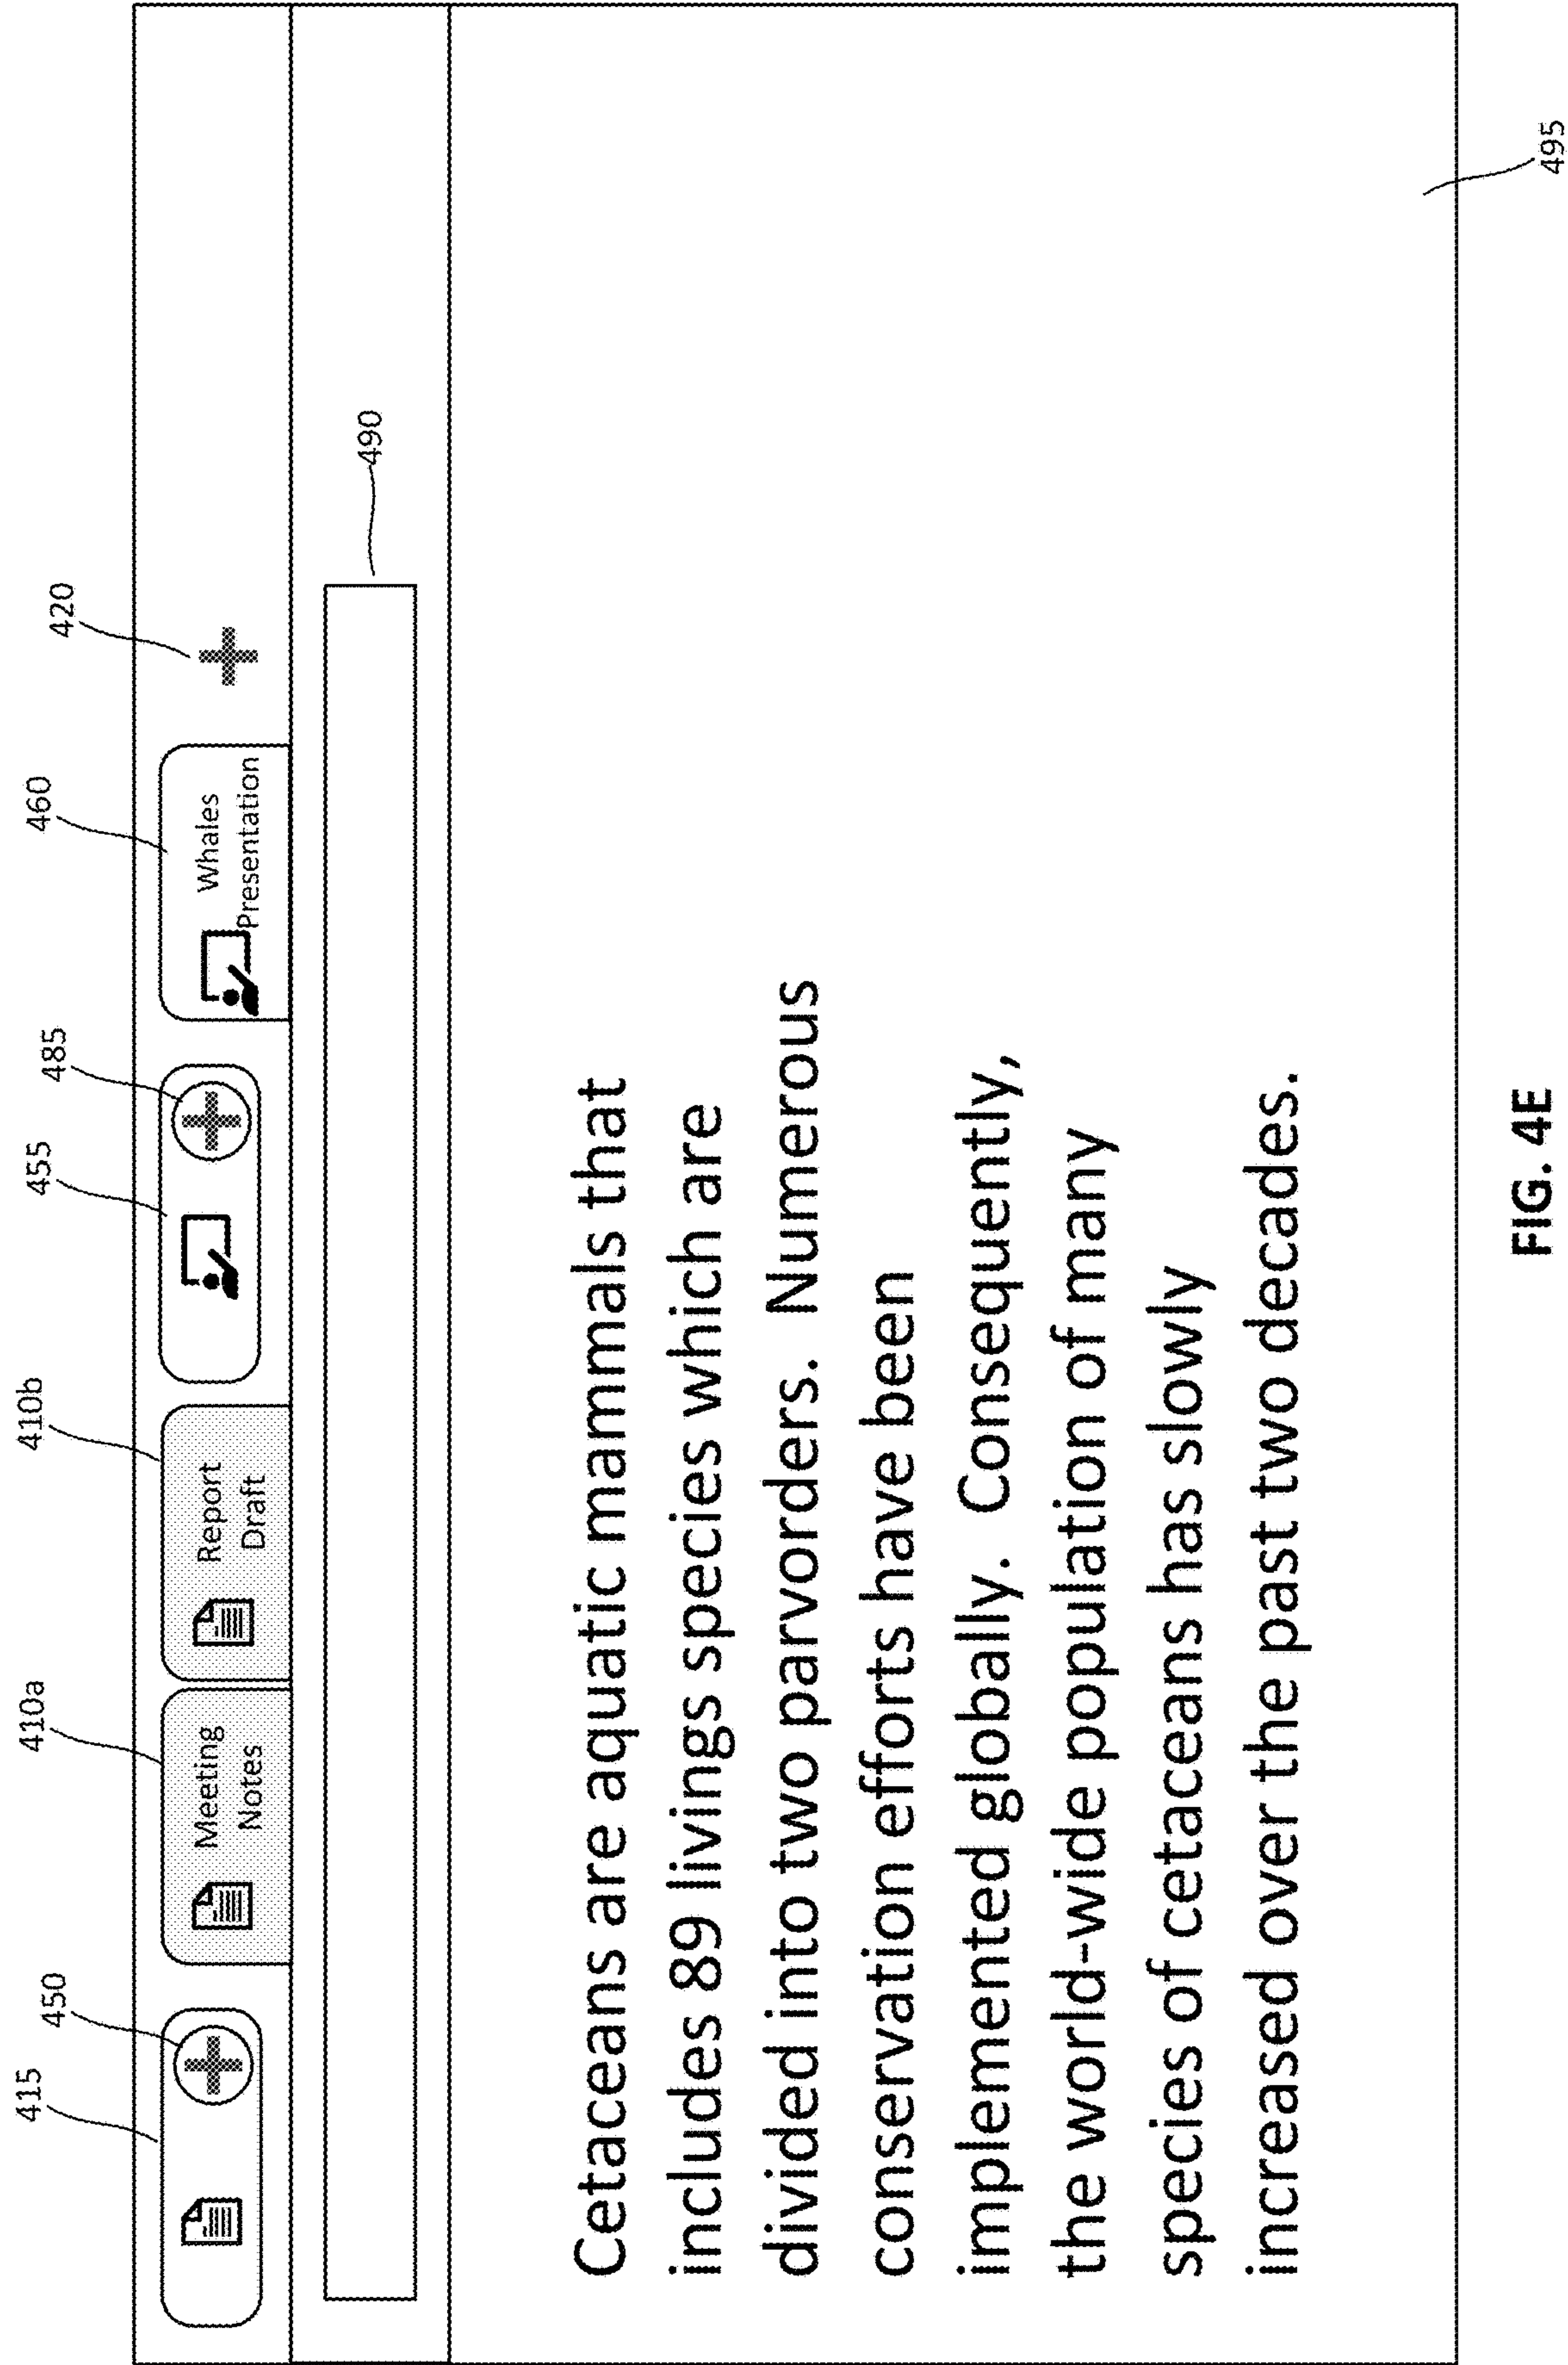 415
450
410a
410b
455
485
460
420
Meeting
Notes
Report
Draft
Whales
Presentation
490
Cetaceans are aquatic mammals that
includes 89 livings species which are
divided into two parvorders. Numerous
conservation efforts have been
implemented globally. Consequently,
the world-wide population of many
species of cetaceans has slowly
increased over the past two decades.
495
FIG. 4E